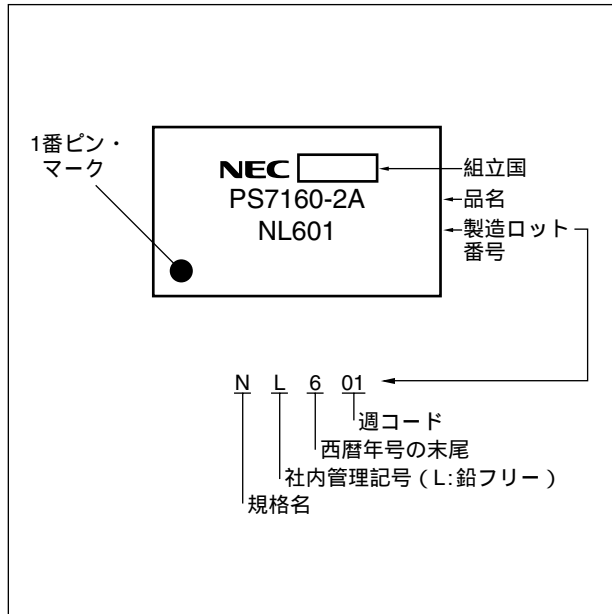 1番ピン・
マーク
NEC
組立国
PS7160-2A
品名
NL601
製造ロット
番号
N L 6 01
週コード
西暦年号の末尾
社内管理記号 ( L:鉛フリー )
規格名